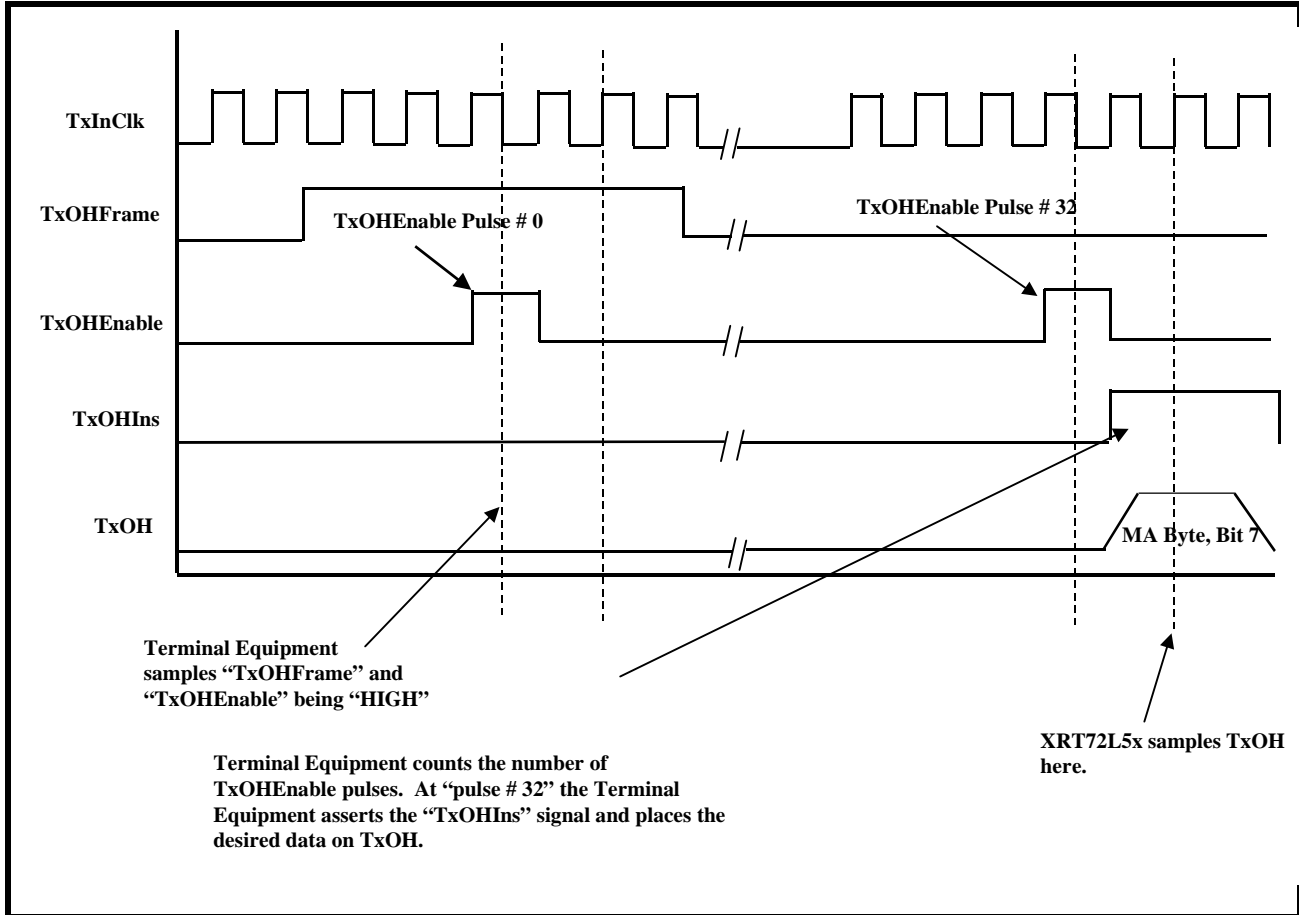 TxInClk
TxOHFrame
TxOHEnable Pulse # 0
TxOHEnable Pulse # 32
TxOHEnable
TxOHIns
TxOH
MA Byte, Bit 7
Terminal Equipment
samples “TxOHFrame” and
“TxOHEnable” being “HIGH”
XRT72L5x samples TxOH
here.
Terminal Equipment counts the number of
TxOHEnable pulses. At “pulse # 32” the Terminal
Equipment asserts the “TxOHIns” signal and places the
desired data on TxOH.